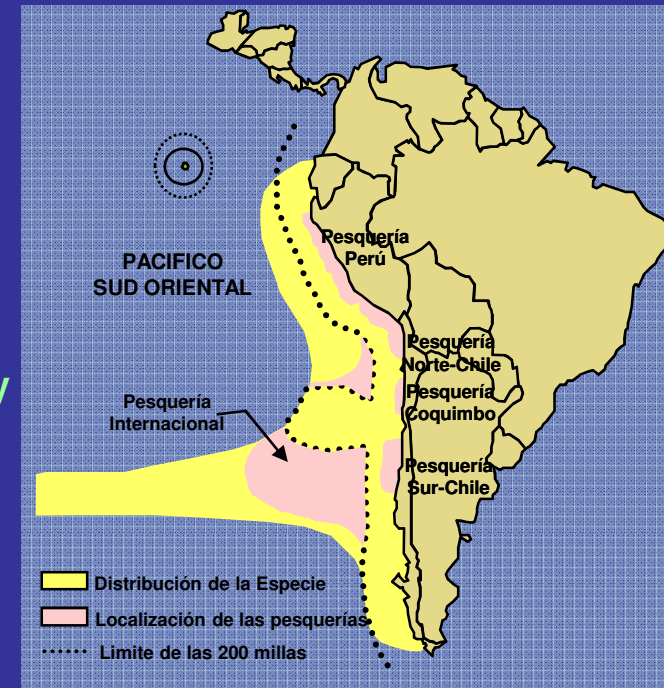 Pesquería
Perú
PACIFICO
SUD ORIENTAL
Pesquería
Norte-Chile
Pesquería
Coquimbo
Pesquería
Internacional
Pesquería
Sur-Chile
y
Distribución de la Especie
Localización de las pesquerías
Limite de las 200 millas